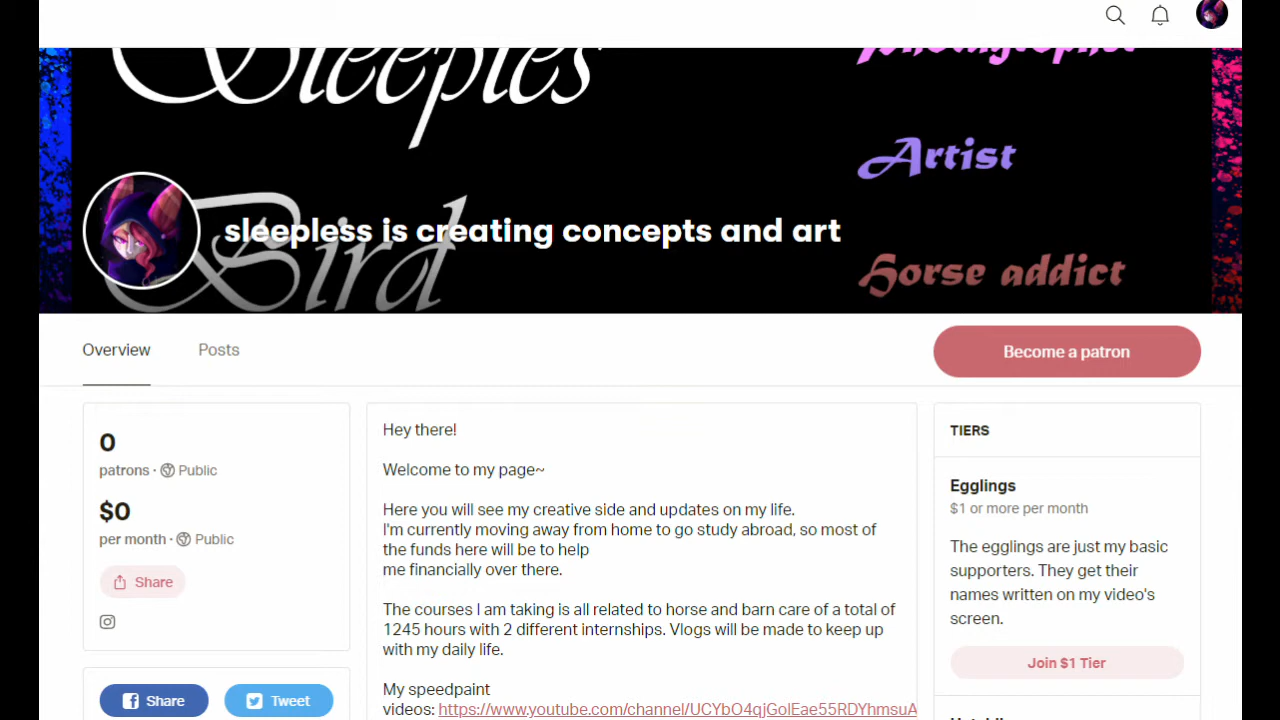 Sleeples
photographist
Artist
Bird
sleepless is creating concepts and art
Horse addict
Overview
Posts
Become a patron
0
patrons · Public
$0
per month · Public
Share
Share
Tweet
Hey there!
Welcome to my page~
Here you will see my creative side and updates on my life.
I'm currently moving away from home to go study abroad, so most of
the funds here will be to help
me financially over there.
The courses I am taking is all related to horse and barn care of a total of
1245 hours with 2 different internships. Vlogs will be made to keep up
with my daily life.
My speedpaint
videos: https://www.youtube.com/channel/UCYbO4qjGolEae55RDYhmsuA
TIERS
Egglings
$1 or more per month
The egglings are just my basic
supporters. They get their
names written on my video's
screen.
Join $1 Tier